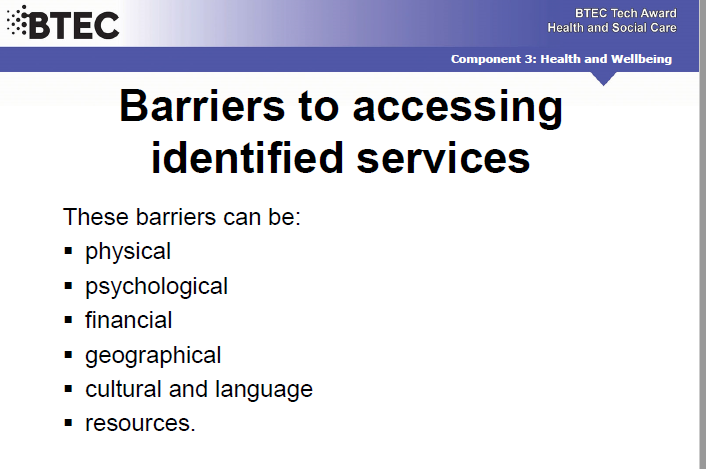 BTEC
BTEC Tech Award
Health and Social Care
Component 3: Health and Wellbeing
Barriers to accessing
identified services
These barriers can be:
▪ physical
▪ psychological
▪ financial
▪ geographical
▪ cultural and language
▪ resources.